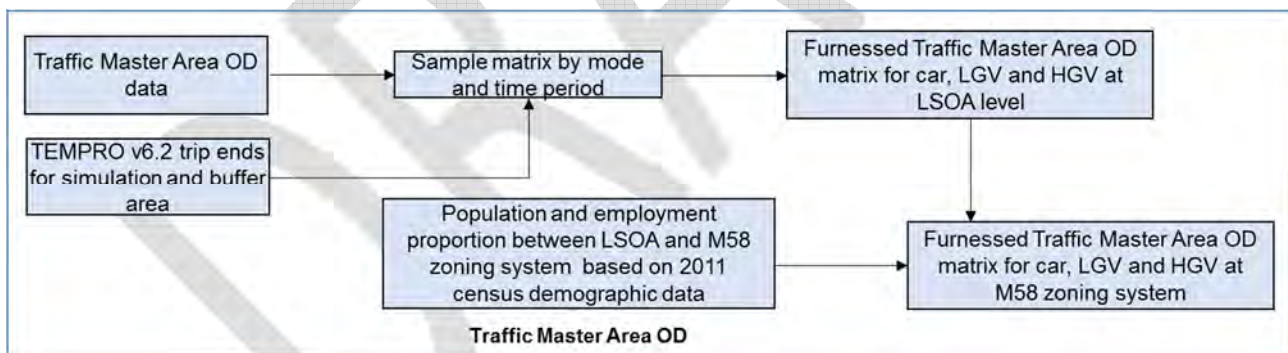 Traffic Master Area OD
data
Sample matrix by mode
and time period
Furnessed Traffic Master Area OD
matrix for car, LGV and HGV at
LSOA level
TEMPRO v6.2 trip ends
for simulation and buffer
area
Population and employment
proportion between LSOA and M58
zoning system based on 2011
census demographic data
Furnessed Traffic Master Area OD
matrix for car, LGV and HGV at
M58 zoning system
Traffic Master Area OD